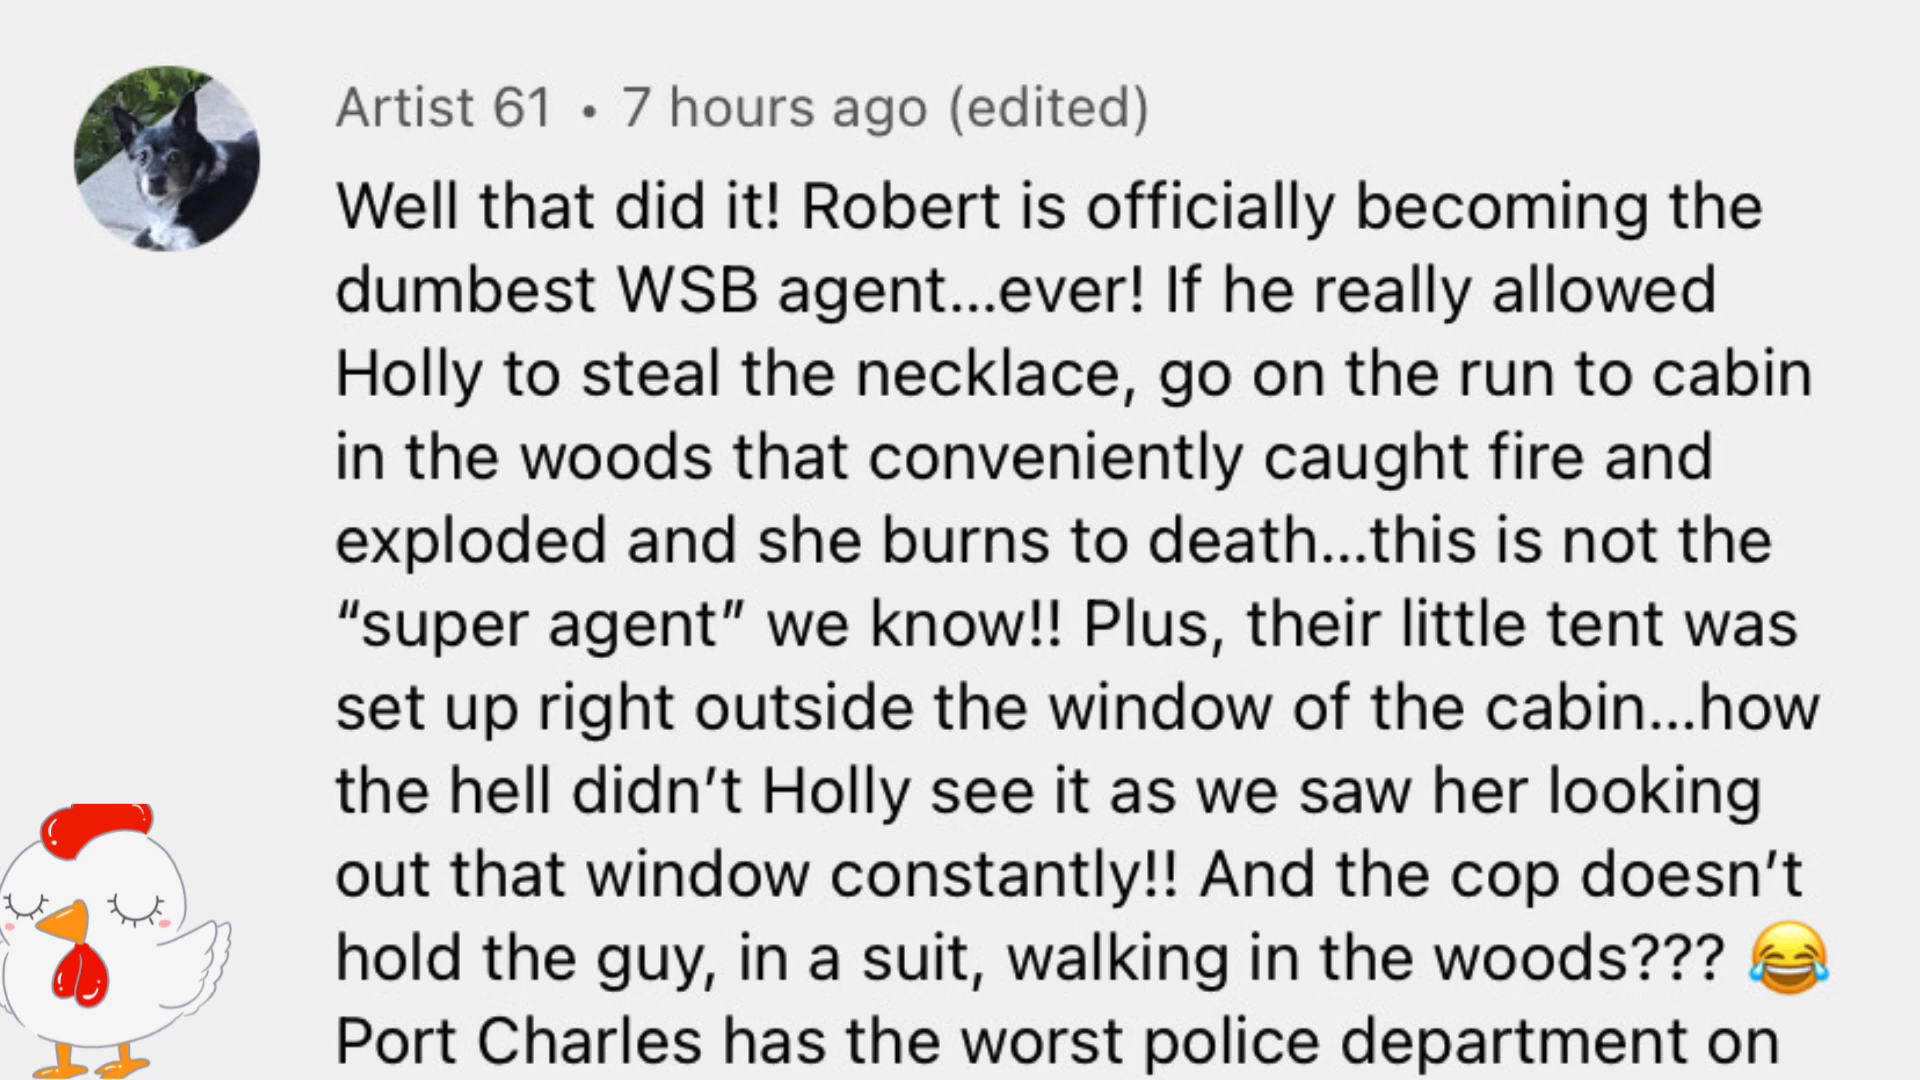 Artist 61 • 7 hours ago (edited)
Well that did it! Robert is officially becoming the
dumbest WSB agent...ever! If he really allowed
Holly to steal the necklace, go on the run to cabin
in the woods that conveniently caught fire and
exploded and she burns to death...this is not the
“super agent” we know!! Plus, their little tent was
set up right outside the window of the cabin...how
the hell didn’t Holly see it as we saw her looking
out that window constantly!! And the cop doesn’t
hold the guy, in a suit, walking in the woods??? 😂
Port Charles has the worst police department on